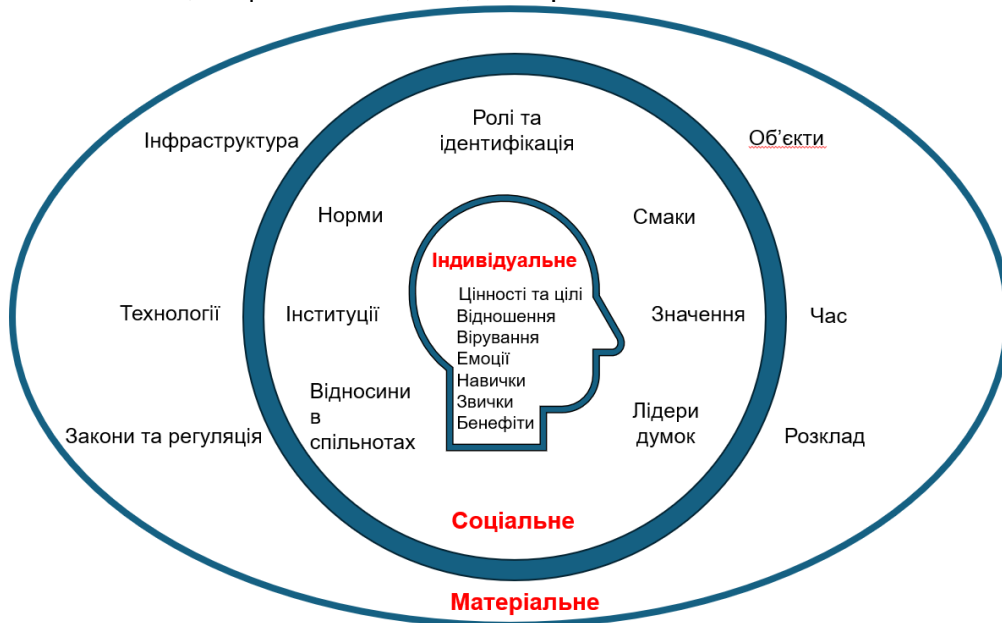 Ролі та
ідентифікація
Інфраструктура
Об’єкти
Норми
Смаки
Індивідуальне
Цінності та цілі
Відношення
Вірування
Емоції
Навички
Звички
Бенефіти
Технології
Інституції
Значення
Час
Відносини
в
спільнотах
Лідери
думок
Закони та регуляція
Розклад
Соціальне
Матеріальне